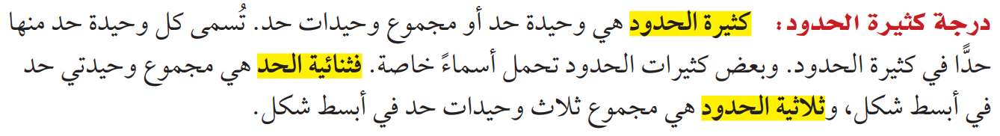 درجة كثيرة الحدود: كثيرة الحدود هي وحيدة حد أو مجموع وحيدات حد. تُسمى كل وحيدة حد منها
حدًّا في كثيرة الحدود. وبعض كثيرات الحدود تحمل أسماءً خاصة. فثنائية الحد هي مجموع وحيدتي حد
في أبسط شكل، وثلاثية الحدود هي مجموع ثلاث وحيدات حد في أبسط شكل.